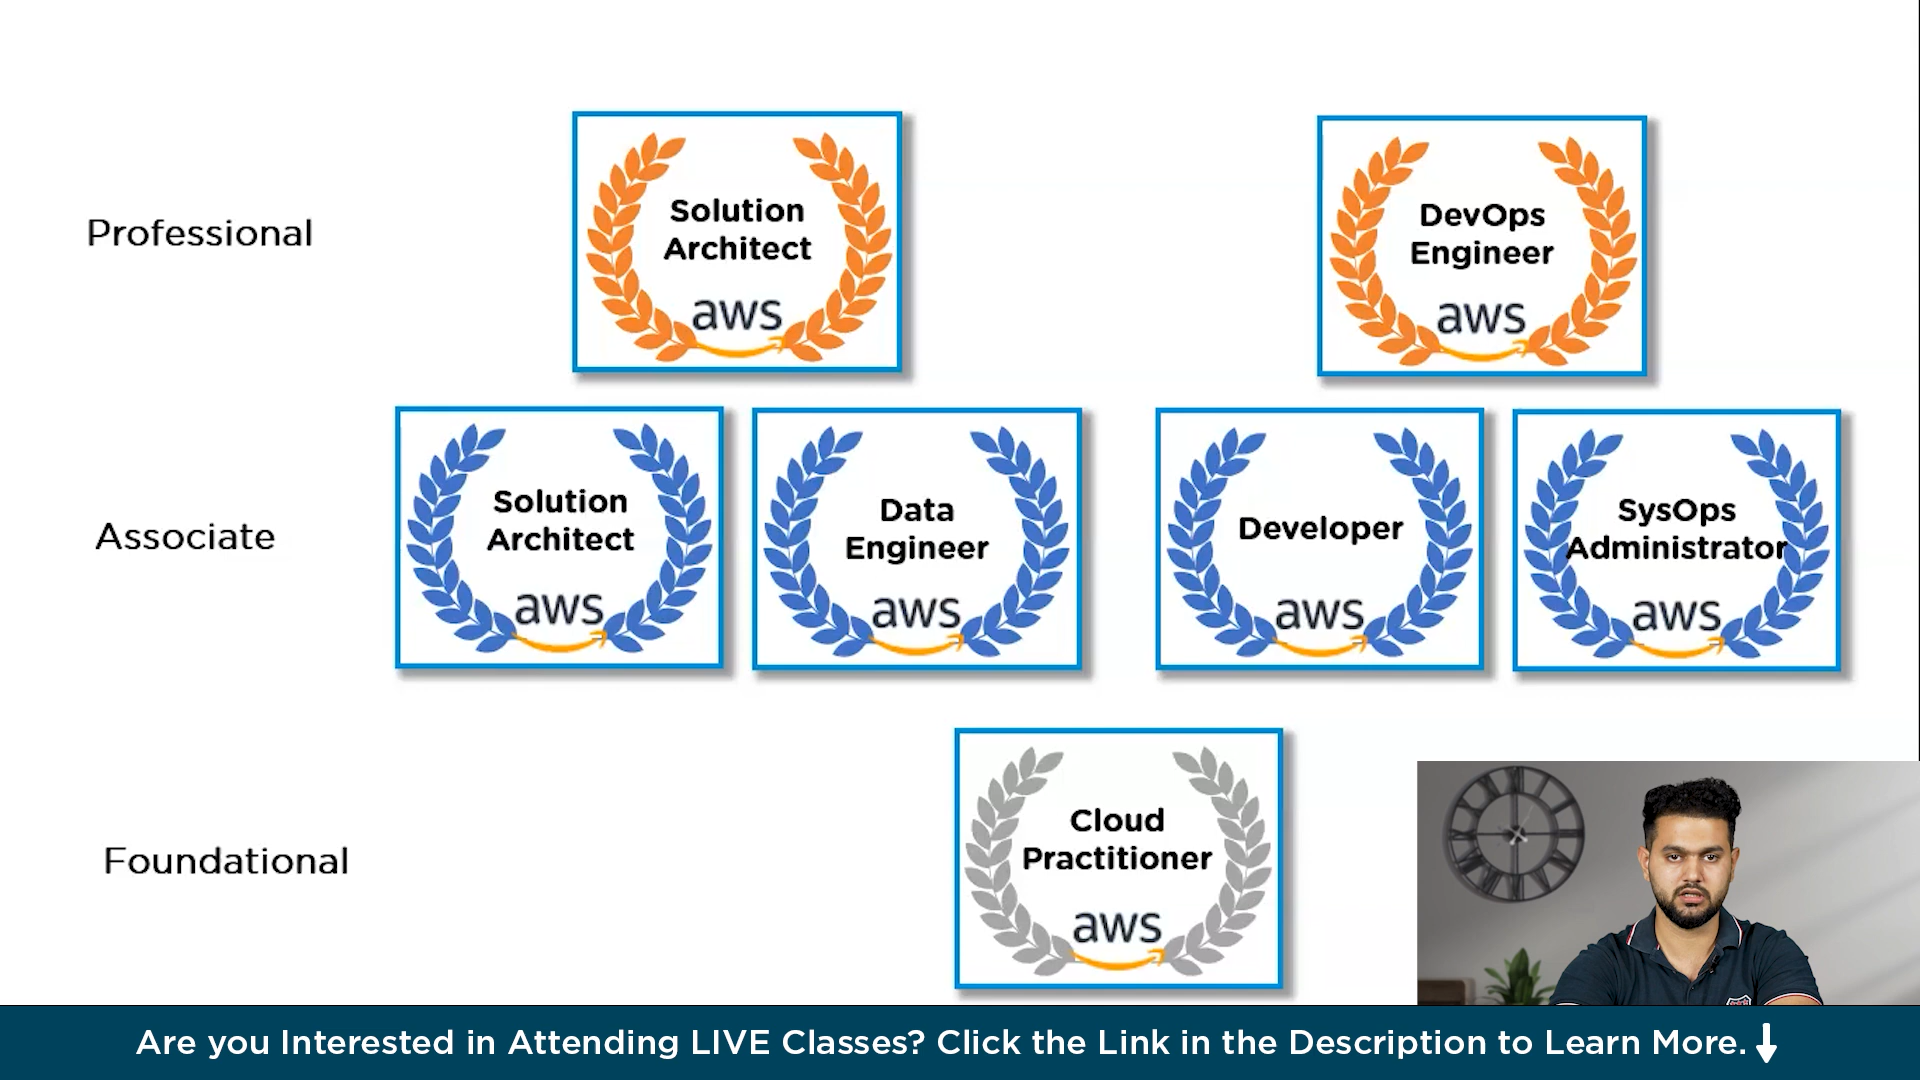 Professional
Solution
Architect
aws
DevOps
Engineer
aws
Associate
Solution
Architect
aws
Data
Engineer
aws
Developer
aws
SysOps
Administrator
aws
Foundational
Cloud
Practitioner
aws
Are you Interested in Attending LIVE Classes? Click the Link in the Description to Learn More.